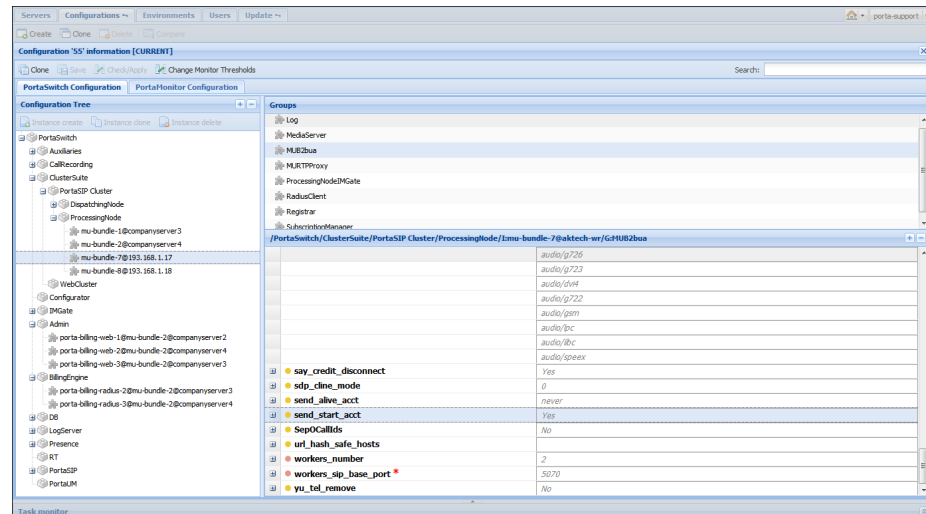 Servers Configurations Environments Users Update
porta-support
Create Clone Delete Compare
Configuration '55' information [CURRENT]
Clone Save Check/Apply Change Monitor Thresholds Search:
PortaSwitch Configuration PortaMonitor Configuration
Configuration Tree
Instance create Instance clone Instance delete
PortaSwitch
Auxiliaries
CallRecording
ClusterSuite
PortaSIP Cluster
DispatchingNode
ProcessingNode
mu-bundle-1@companyserver3
mu-bundle-2@companyserver4
mu-bundle-7@193.168.1.17
mu-bundle-8@193.168.1.18
WebCluster
Configurator
IMGate
Admin
porta-billing-web-1@mu-bundle-2@companyserver2
porta-billing-web-2@mu-bundle-2@companyserver4
porta-billing-web-3@mu-bundle-2@companyserver3
BillingEngine
porta-billing-radius-2@mu-bundle-2@companyserver3
porta-billing-radius-3@mu-bundle-2@companyserver4
DB
LogServer
Presence
RT
PortaSIP
PortaUM
Groups
Log
MediaServer
MUB2bua
MURTPProxy
ProcessingNodeIMGate
RadiusClient
Registrar
SubscriptionManager
/PortaSwitch/ClusterSuite/PortaSIP Cluster/ProcessingNode/I:mu-bundle-7@aktech-wr/G:MUB2bua
audio/g726
audio/g723
audio/dvi4
audio/g722
audio/gsm
audio/lpc
audio/ilbc
audio/speex
say_credit_disconnect Yes
sdp_cline_mode 0
send_alive_acct never
send_start_acct Yes
SepOCallIds No
url_hash_safe_hosts
workers_number 2
workers_sip_base_port * 5070
yu_tel_remove No
Task monitor